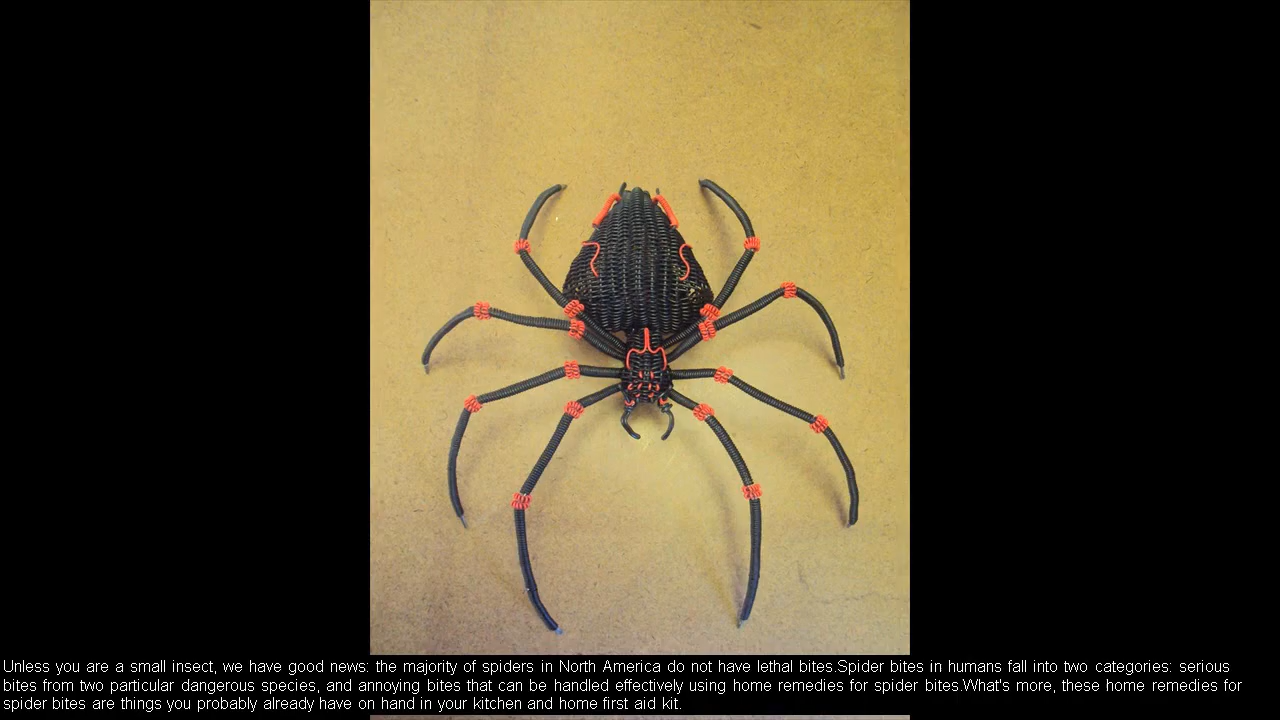 Unless you are a small insect, we have good news: the majority of spiders in North America do not have lethal bites.Spider bites in humans fall into two categories: serious
bites from two particular dangerous species, and annoying bites that can be handled effectively using home remedies for spider bites.What's more, these home remedies for
spider bites are things you probably already have on hand in your kitchen and home first aid kit.